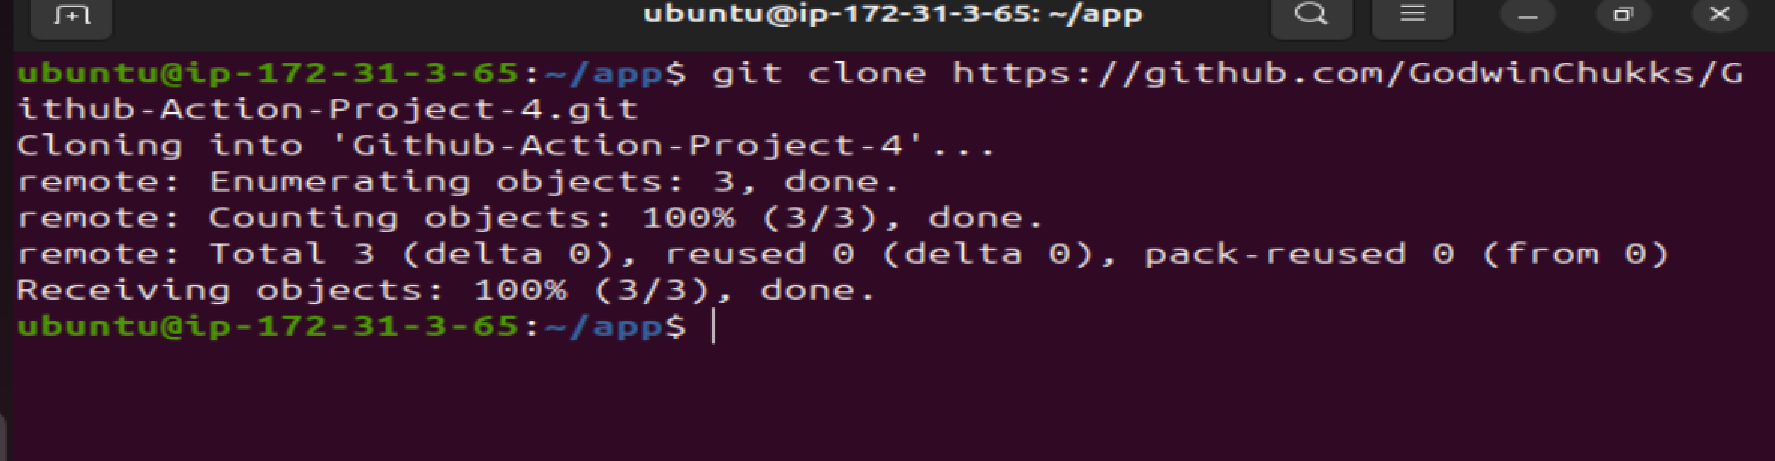 ubuntu@ip-172-31-3-65: ~/app
ubuntu@ip-172-31-3-65:~/app$ git clone https://github.com/GodwinChukks/G
ithub-Action-Project-4.git
Cloning into 'Github-Action-Project-4'...
remote: Enumerating objects: 3, done.
remote: Counting objects: 100% (3/3), done.
remote: Total 3 (delta 0), reused 0 (delta 0), pack-reused 0 (from 0)
Receiving objects: 100% (3/3), done.
ubuntu@ip-172-31-3-65:~/app$